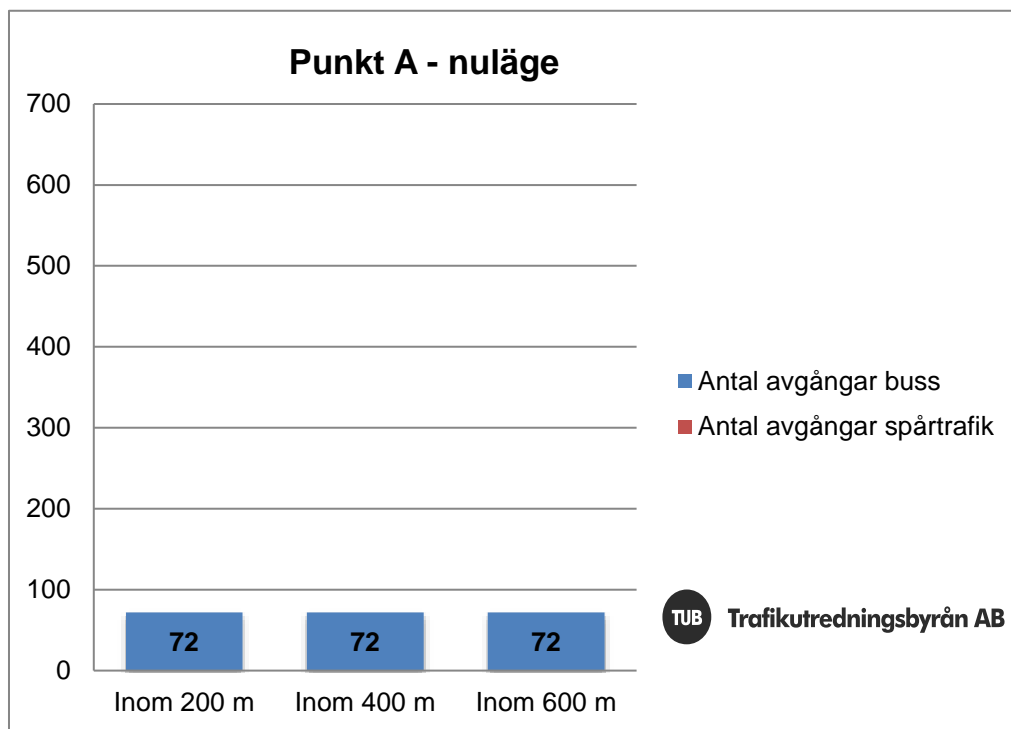 Punkt A - nuläge
700
600
500
400
300
200
100
0
72
72
72
Inom 200 m
Inom 400 m
Inom 600 m
Antal avgångar buss
Antal avgångar spårtrafik
TUB Trafikutredningsbyrån AB